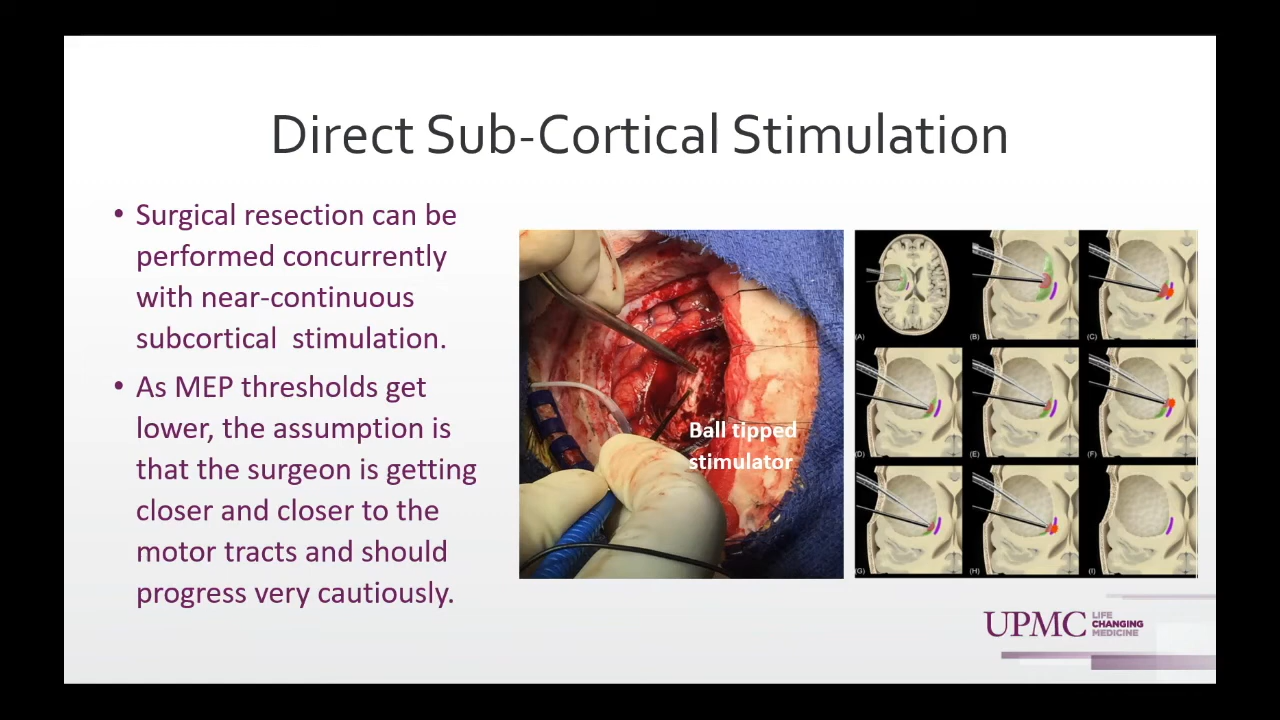 Direct Sub-Cortical Stimulation
• Surgical resection can be
performed concurrently
with near-continuous
subcortical  stimulation.
• As MEP thresholds get
lower, the assumption is
that the surgeon is getting
closer and closer to the
motor tracts and should
progress very cautiously.
Ball tipped
stimulator
(A)
(B)
(C)
(D)
(E)
(F)
(G)
(H)
(I)
UPMC
LIFE
CHANGING
MEDICINE